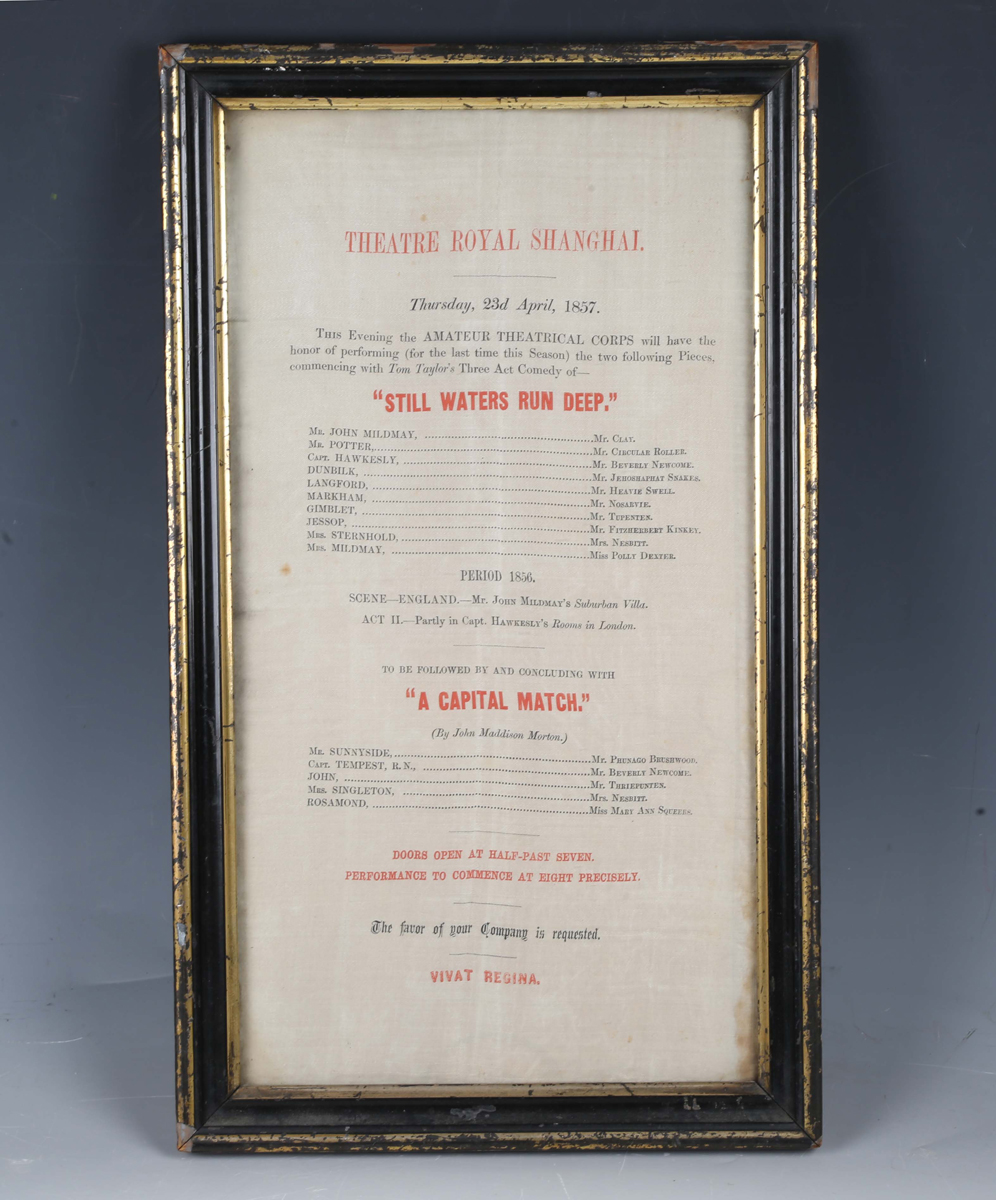 THEATRE ROYAL SHANGHAI.
Thursday, 23d April, 1857.
This Evening the AMATEUR THEATRICAL CORPS will have the
honor of performing (for the last time this Season) the two following Pieces,
commencing with Tom Taylor's Three Act Comedy of—
"STILL WATERS RUN DEEP."
Mr. JOHN MILDMAY, ........................ Mr. Clay.
Mr. POTTER, ........................ Mr. Circular Roller.
Capt. HAWKESLY, ........................ Mr. Beverly Newcome.
DUNBILK, ........................ Mr. Jehoshaphat Snakes.
LANGFORD, ........................ Mr. Heavie Swell.
MARKHAM, ........................ Mr. Nosarvie.
GIMBLET, ........................ Mr. Tupenten.
JESSOP, ........................ Mr. Fitzherbert Kinkey.
Mrs. STERNHOLD, ........................ Mrs. Nesbitt.
Mrs. MILDMAY, ........................ Miss Polly Dexter.
PERIOD 1856.
SCENE—ENGLAND.—Mr. John Mildmay's Suburban Villa.
ACT II.—Partly in Capt. Hawkesly's Rooms in London.
TO BE FOLLOWED BY AND CONCLUDING WITH
"A CAPITAL MATCH."
(By John Maddison Morton.)
Mr. SUNNYSIDE, ........................ Mr. Phunago Brushwood.
Capt. TEMPEST, R.N., ........................ Mr. Beverly Newcome.
JOHN, ........................ Mr. Thriepunten.
Mrs. SINGLETON, ........................ Mrs. Nesbitt.
ROSAMOND, ........................ Miss Mary Ann Squeers.
DOORS OPEN AT HALF-PAST SEVEN.
PERFORMANCE TO COMMENCE AT EIGHT PRECISELY.
The favor of your Company is requested.
VIVAT REGINA.